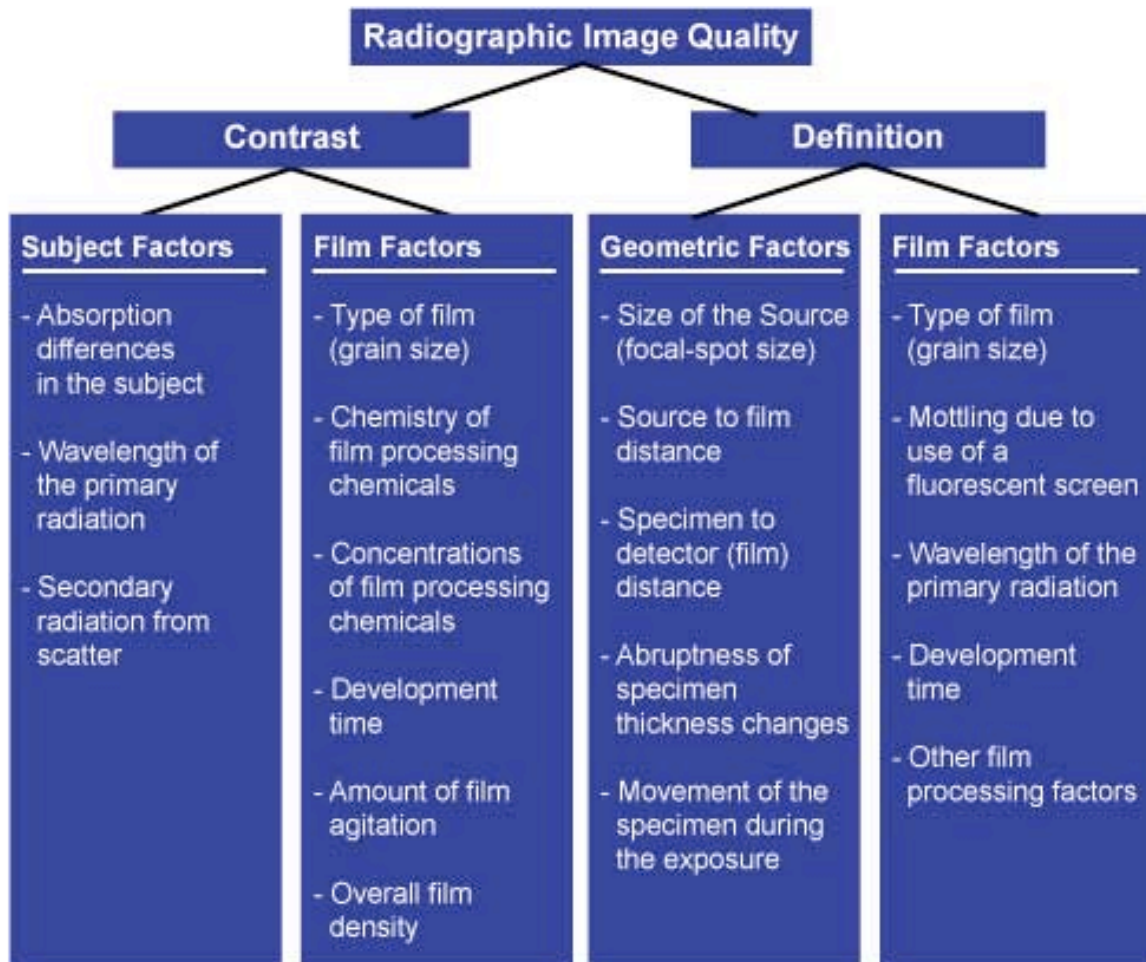 Radiographic Image Quality
Contrast
Definition
Subject Factors
- Absorption
differences
in the subject
- Wavelength of
the primary
radiation
- Secondary
radiation from
scatter
Film Factors
- Type of film
(grain size)
- Chemistry of
film processing
chemicals
- Concentrations
of film processing
chemicals
- Development
time
- Amount of film
agitation
- Overall film
density
Geometric Factors
- Size of the Source
(focal-spot size)
- Source to film
distance
- Specimen to
detector (film)
distance
- Abruptness of
specimen
thickness changes
- Movement of the
specimen during
the exposure
Film Factors
- Type of film
(grain size)
- Mottling due to
use of a
fluorescent screen
- Wavelength of the
primary radiation
- Development
time
- Other film
processing factors